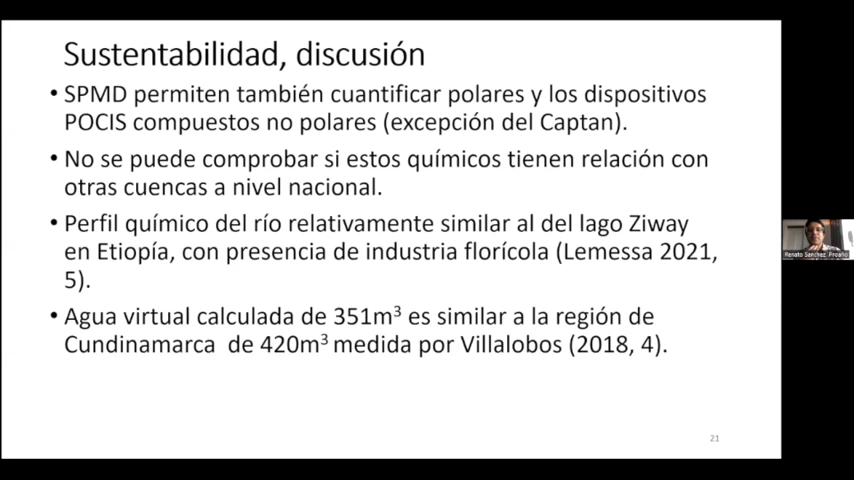 Sustentabilidad, discusión
• SPMD permiten también cuantificar polares y los dispositivos
POCIS compuestos no polares (excepción del Captan).
• No se puede comprobar si estos químicos tienen relación con
otras cuencas a nivel nacional.
• Perfil químico del río relativamente similar al del lago Ziway
en Etiopía, con presencia de industria florícola (Lemessa 2021,
5).
• Agua virtual calculada de 351m³ es similar a la región de
Cundinamarca de 420m³ medida por Villalobos (2018, 4).
21
Renato Sanchez Proaño